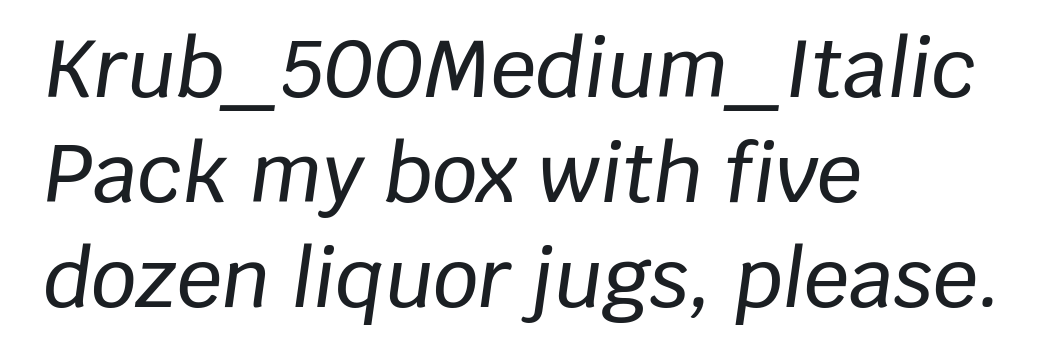 Krub_500Medium_Italic
Pack my box with five
dozen liquor jugs, please.